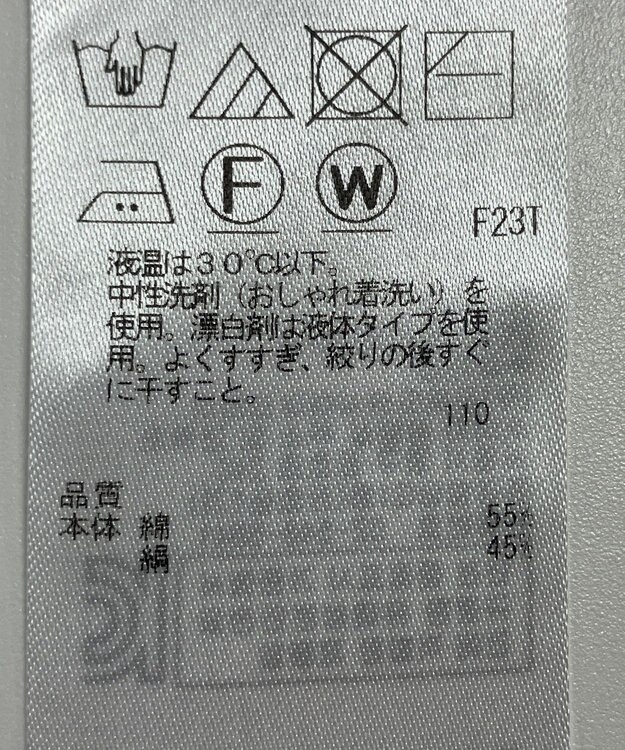 F W
F23T
液温は30℃以下。
中性洗剤（おしゃれ着洗い）を
使用。漂白剤は液体タイプを使
用。よくすすぎ、絞りの後すぐ
に干すこと。
110
品質
本体 綿 55%
絹 45%